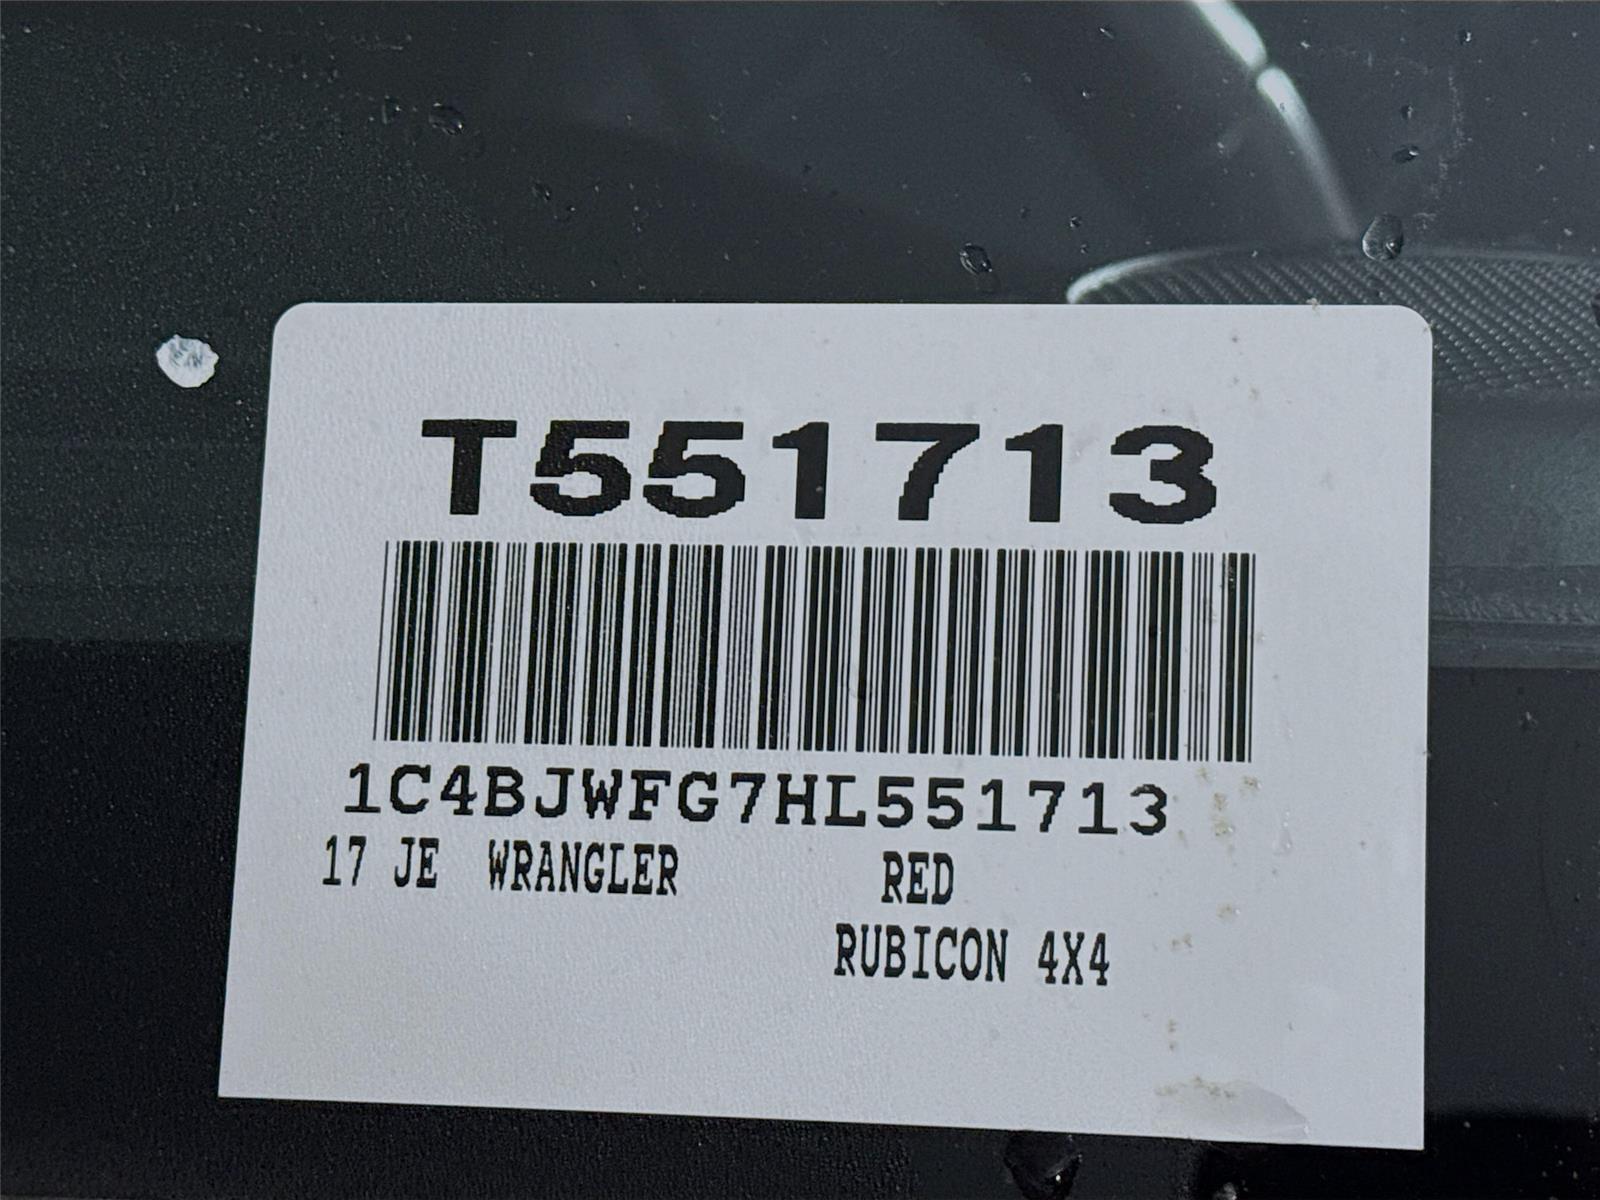 T551713
1C4BJWFG7HL551713
17 JE WRANGLER RED
RUBICON 4X4